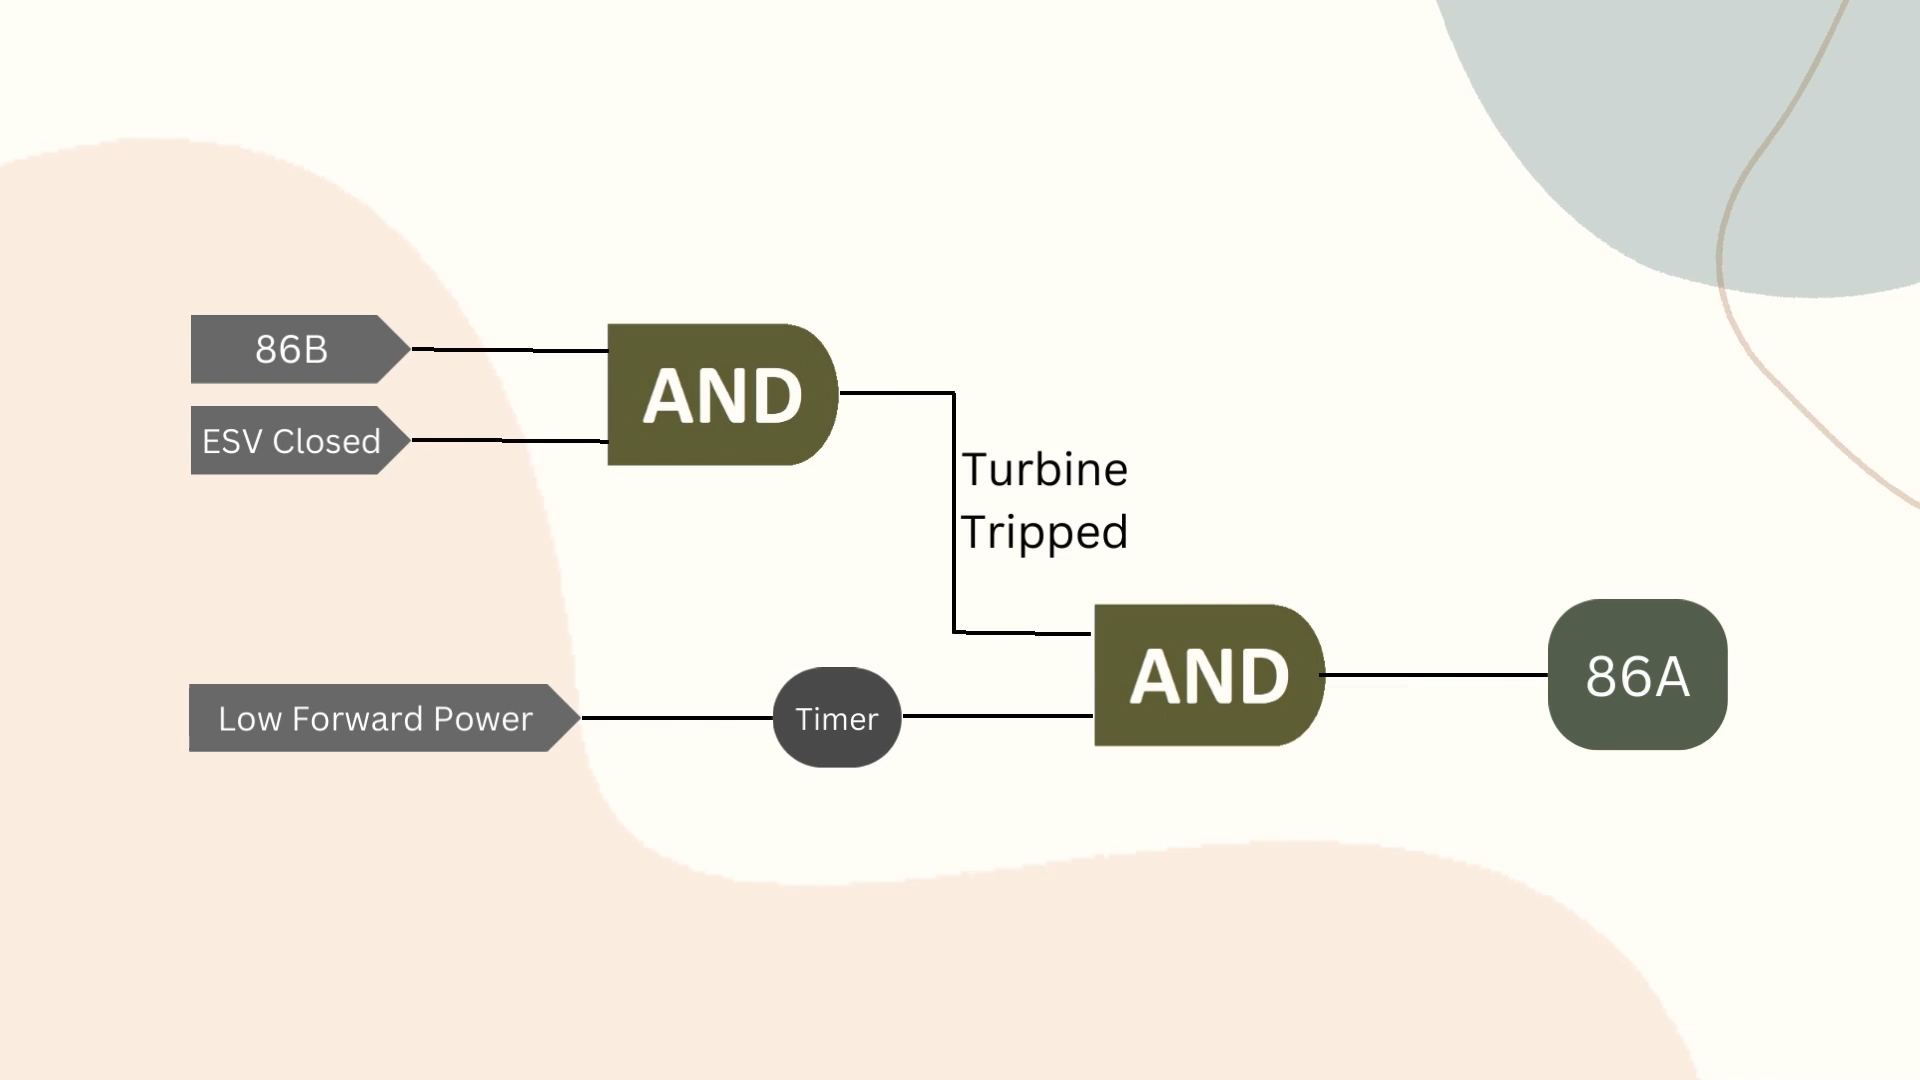 86B
AND
ESV Closed
Turbine
Tripped
AND
86A
Low Forward Power
Timer